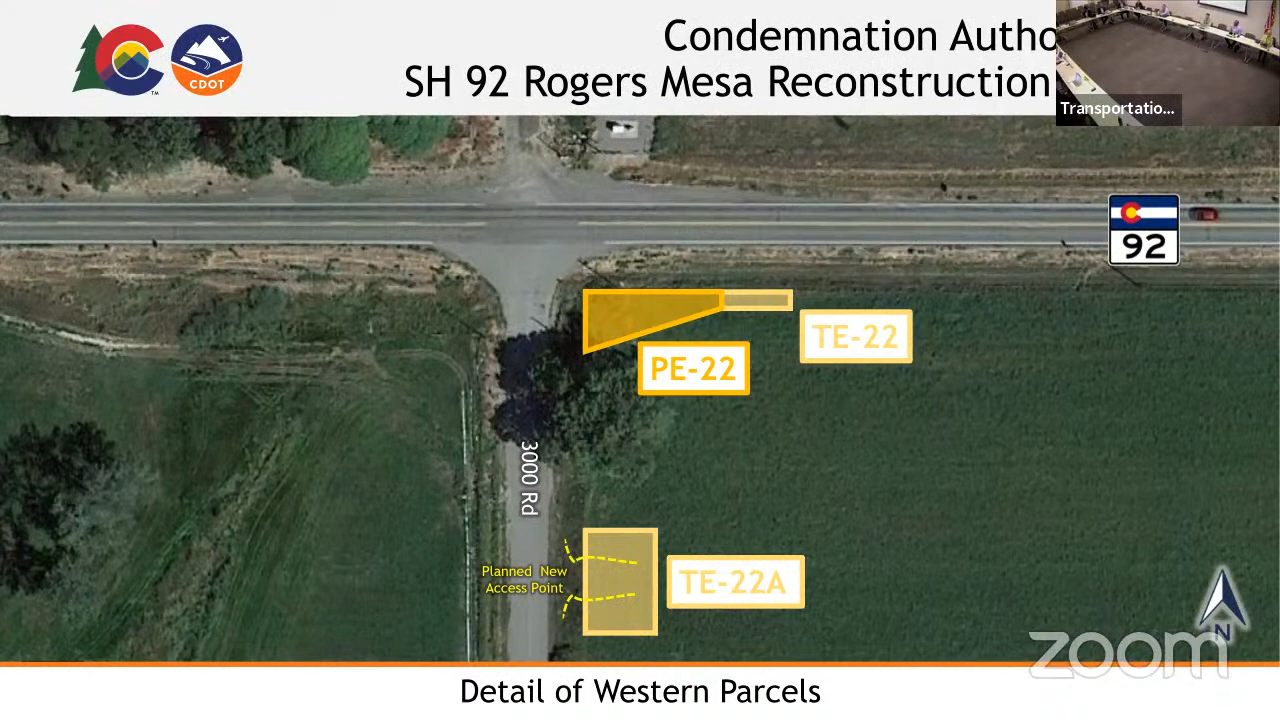 Condemnation Autho
SH 92 Rogers Mesa Reconstruction
CDOT
TM
Transportatio...
92
TE-22
PE-22
3000 Rd
Planned New
Access Point
TE-22A
N
zoom
Detail of Western Parcels